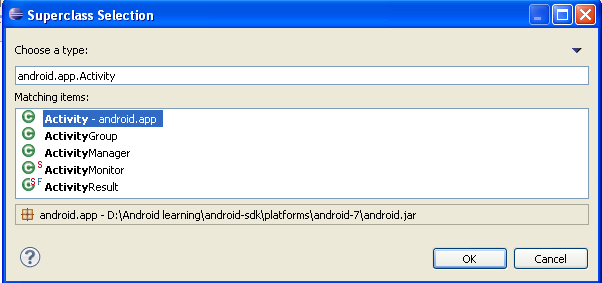 Superclass Selection
Choose a type:
android.app.Activity
Matching items:
C Activity - android.app
C ActivityGroup
C ActivityManager
C S ActivityMonitor
C S F ActivityResult
android.app - D:\Android learning\android-sdk\platforms\android-7\android.jar
? OK Cancel